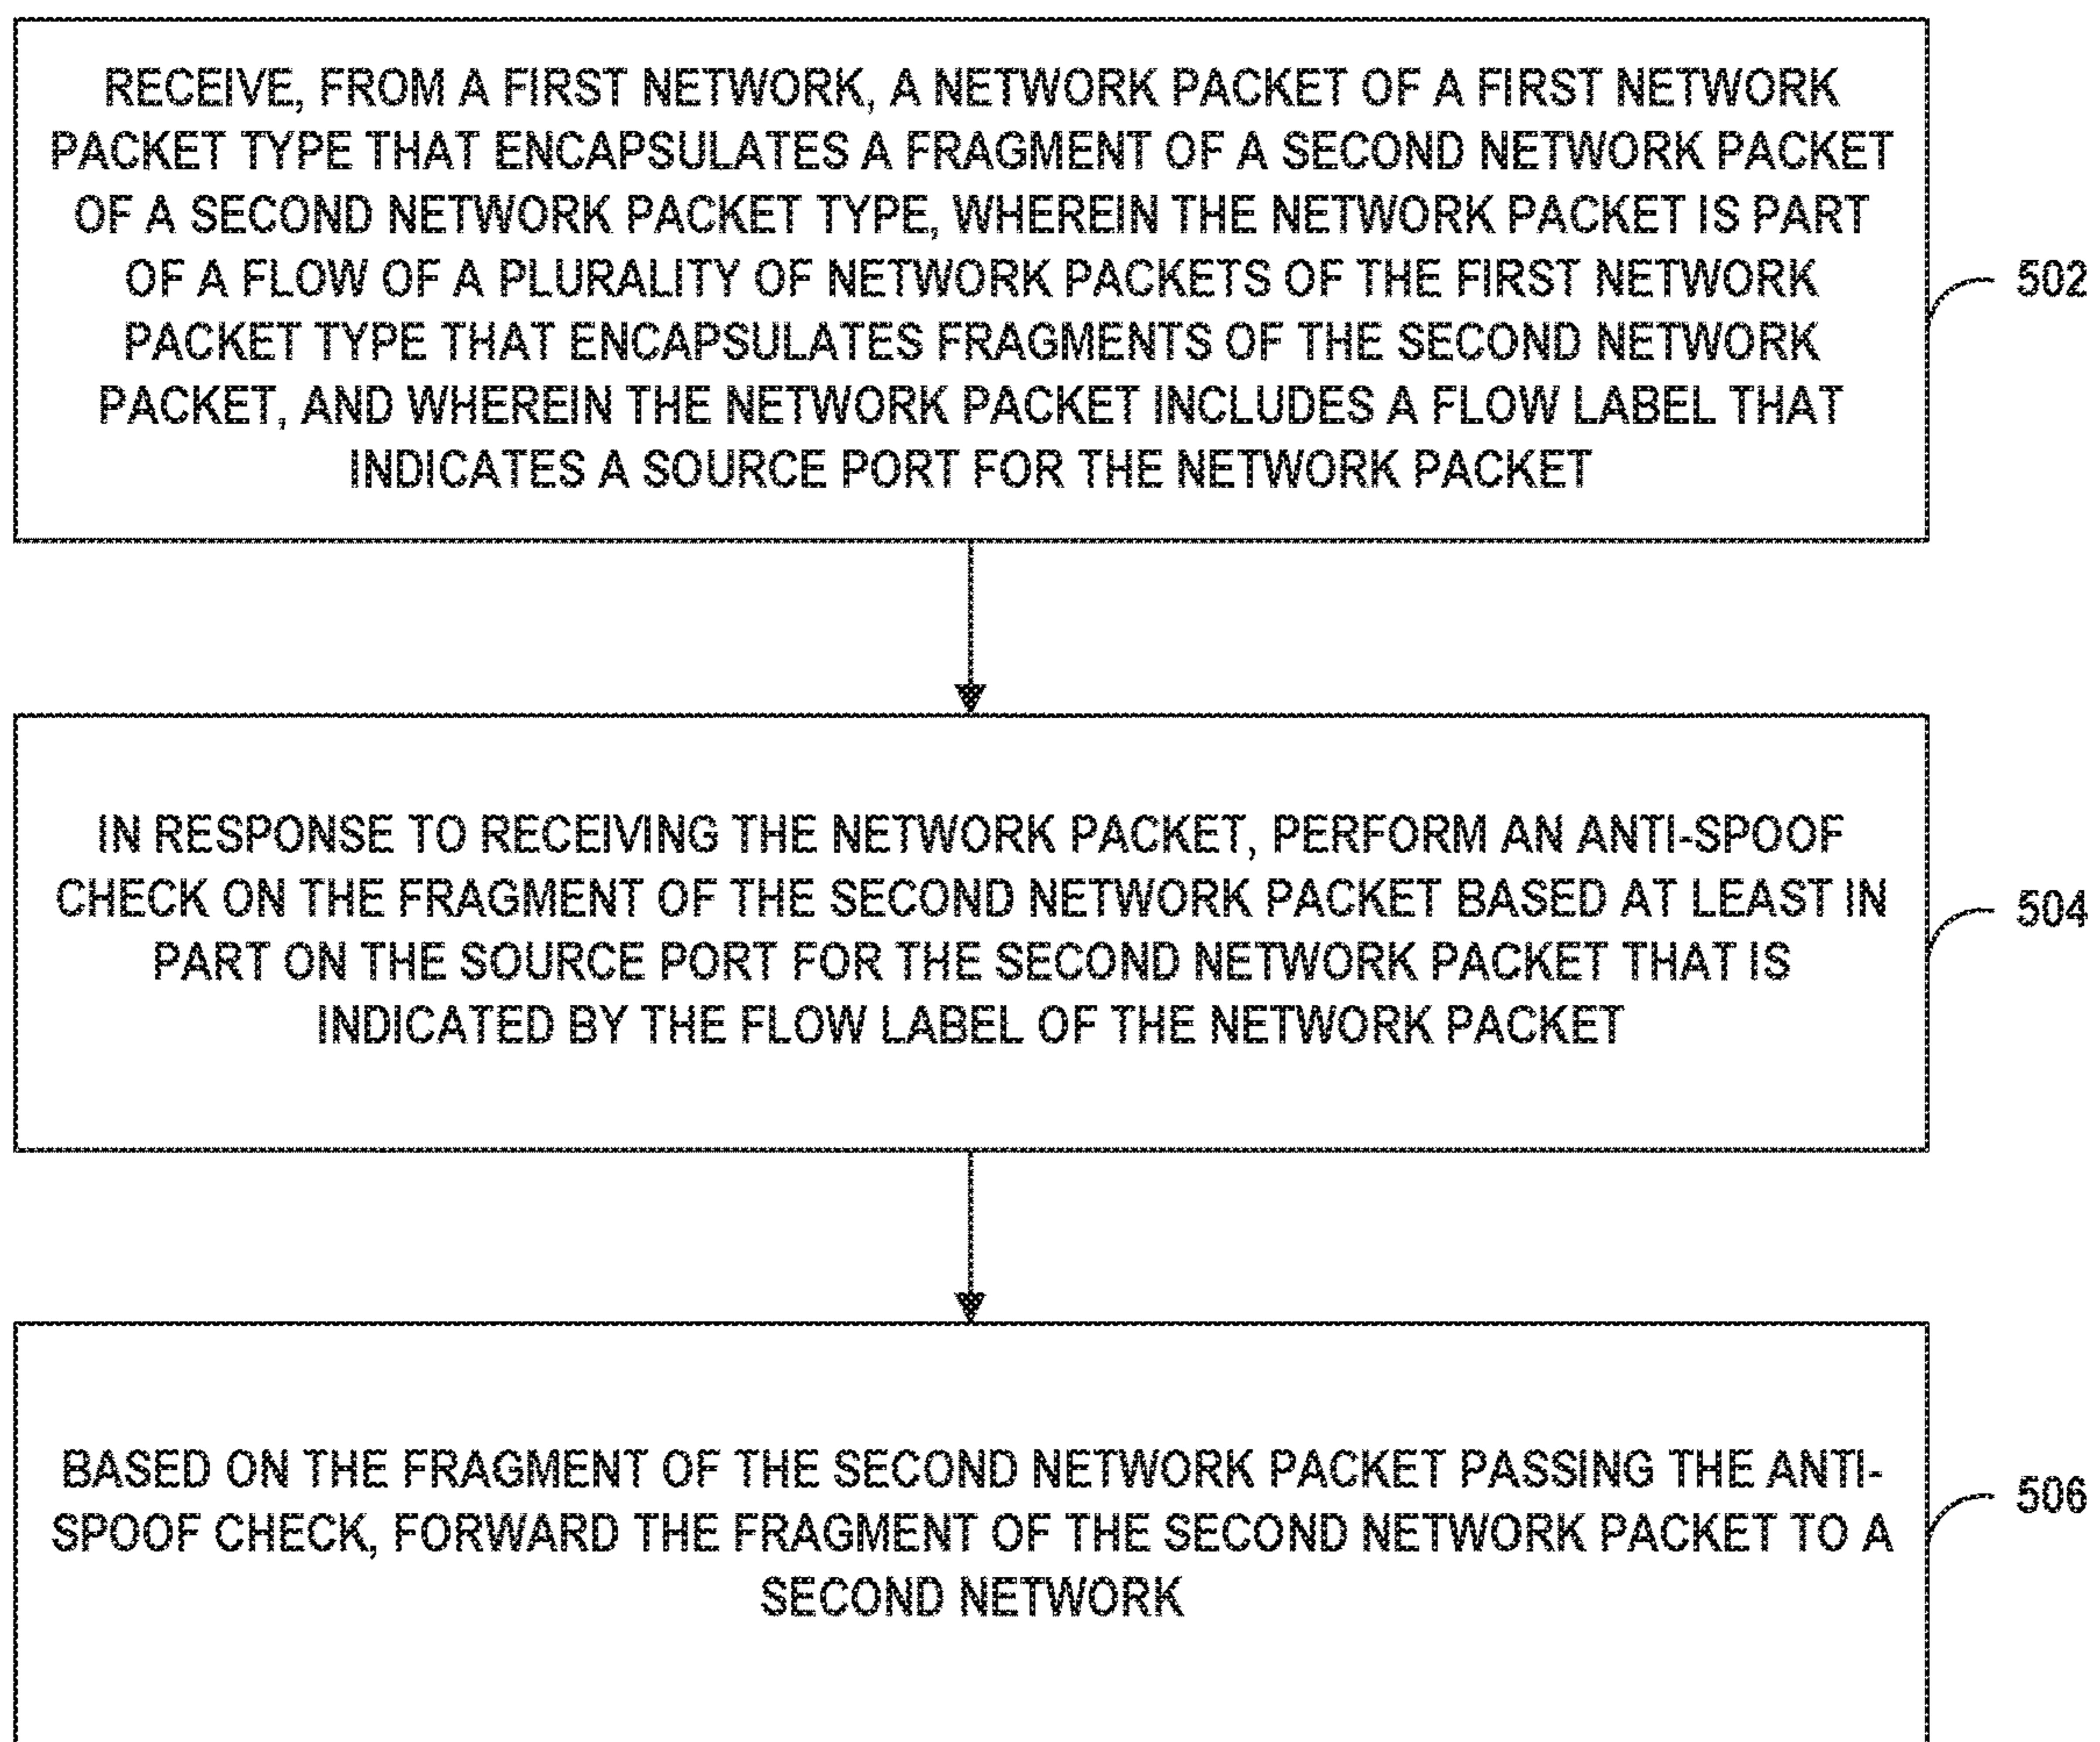 RECEIVE, FROM A FIRST NETWORK, A NETWORK PACKET OF A FIRST NETWORK
PACKET TYPE THAT ENCAPSULATES A FRAGMENT OF A SECOND NETWORK PACKET
OF A SECOND NETWORK PACKET TYPE, WHEREIN THE NETWORK PACKET IS PART
OF A FLOW OF A PLURALITY OF NETWORK PACKETS OF THE FIRST NETWORK
PACKET TYPE THAT ENCAPSULATES FRAGMENTS OF THE SECOND NETWORK
PACKET, AND WHEREIN THE NETWORK PACKET INCLUDES A FLOW LABEL THAT
INDICATES A SOURCE PORT FOR THE NETWORK PACKET
502
IN RESPONSE TO RECEIVING THE NETWORK PACKET, PERFORM AN ANTI-SPOOF
CHECK ON THE FRAGMENT OF THE SECOND NETWORK PACKET BASED AT LEAST IN
PART ON THE SOURCE PORT FOR THE SECOND NETWORK PACKET THAT IS
INDICATED BY THE FLOW LABEL OF THE NETWORK PACKET
504
BASED ON THE FRAGMENT OF THE SECOND NETWORK PACKET PASSING THE ANTI-
SPOOF CHECK, FORWARD THE FRAGMENT OF THE SECOND NETWORK PACKET TO A
SECOND NETWORK
506